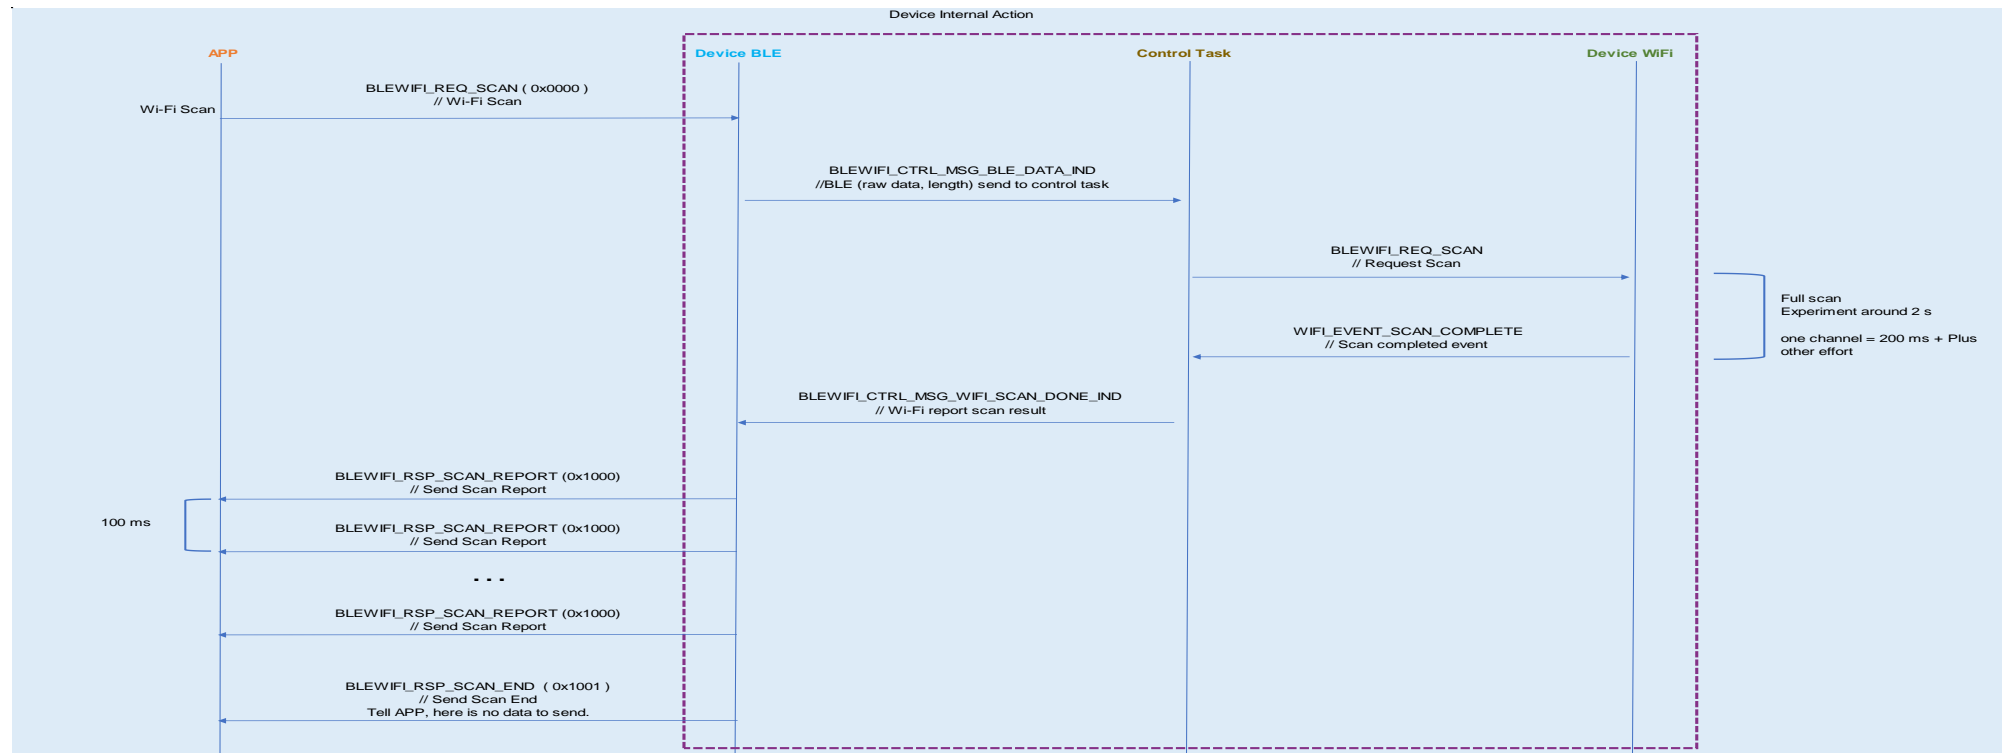 Device Internal Action
APP
Device BLE
Control Task
Device WiFi
BLEWIFI_REQ_SCAN ( 0x0000 )
// Wi-Fi Scan
Wi-Fi Scan
BLEWIFI_CTRL_MSG_BLE_DATA_IND
//BLE (raw data, length) send to control task
BLEWIFI_REQ_SCAN
// Request Scan
Full scan
Experiment around 2 s
one channel = 200 ms + Plus
other effort
WIFI_EVENT_SCAN_COMPLETE
// Scan completed event
BLEWIFI_CTRL_MSG_WIFI_SCAN_DONE_IND
// Wi-Fi report scan result
BLEWIFI_RSP_SCAN_REPORT (0x1000)
// Send Scan Report
100 ms
BLEWIFI_RSP_SCAN_REPORT (0x1000)
// Send Scan Report
. . .
BLEWIFI_RSP_SCAN_REPORT (0x1000)
// Send Scan Report
BLEWIFI_RSP_SCAN_END ( 0x1001 )
// Send Scan End
Tell APP, here is no data to send.